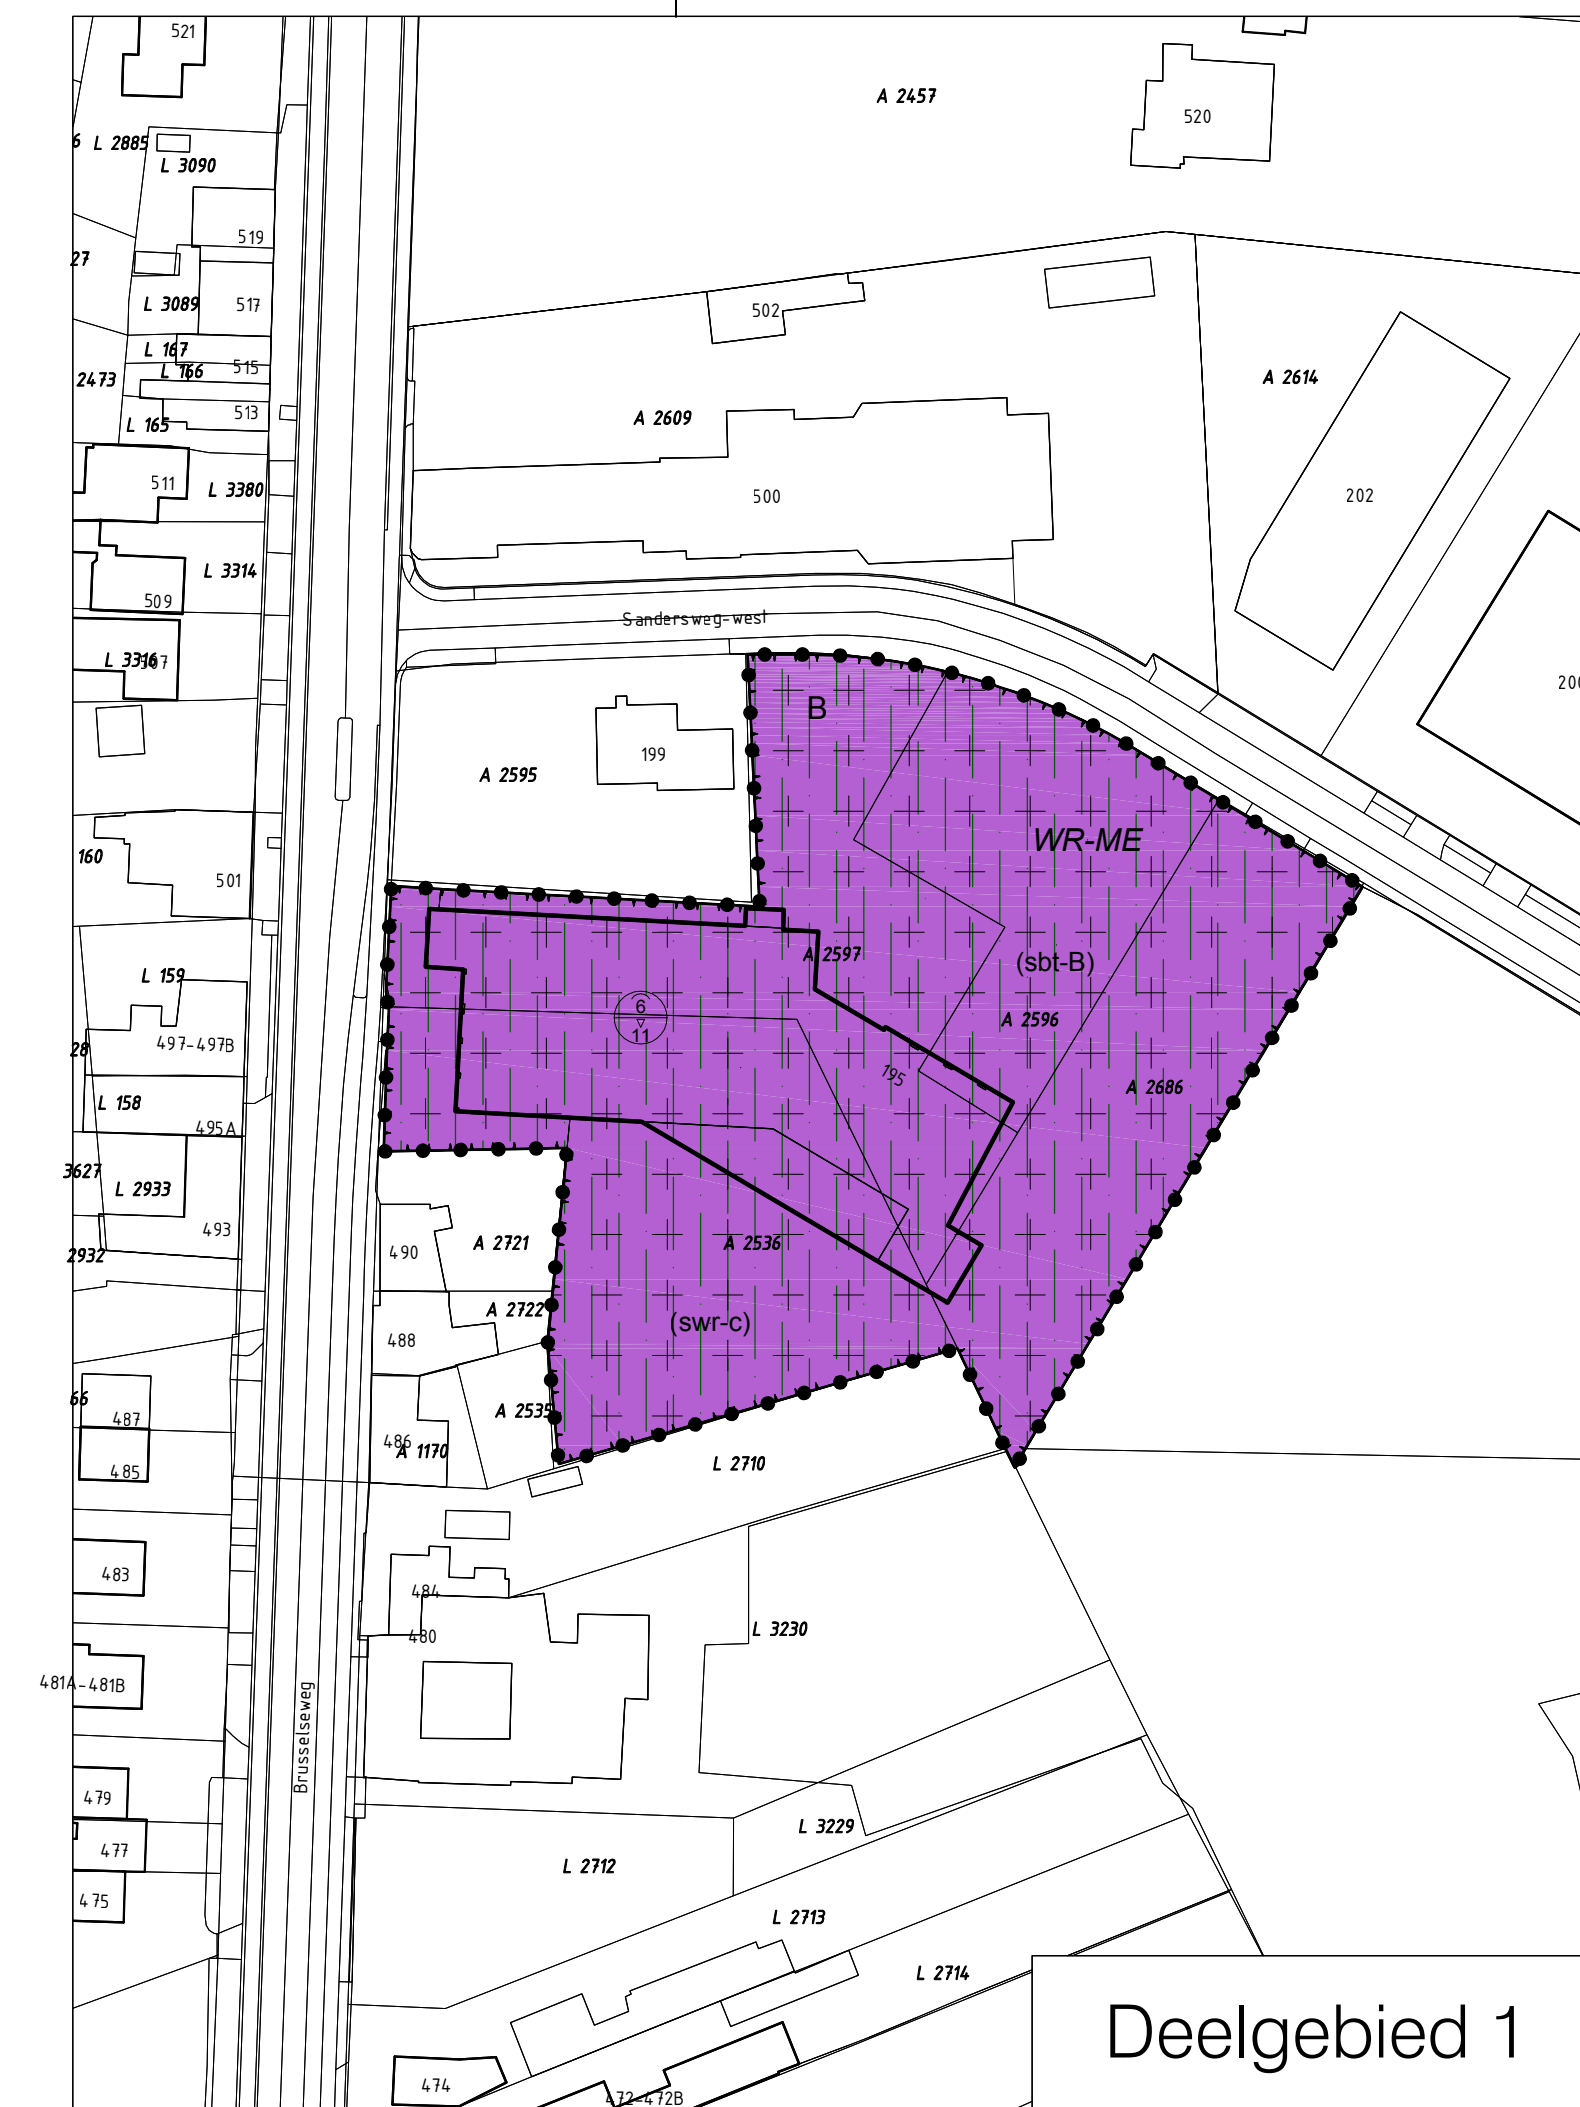 521
A 2457
520
6
L 2885
L 3090
519
27
L 3089
517
502
L 167
515
L 166
2473
A 2614
513
L 165
A 2609
511
L 3380
500
202
L 3314
509
Sandersweg-west
L 3316
B
199
A 2595
WR-ME
160
501
A 2597
(sbt-B)
L 159
6
11
A 2596
497-497B
28
195
A 2686
L 158
495A
3627
L 2933
493
490
A 2721
A 2536
2932
A 2722
(swr-c)
488
66
487
A 2535
486
A 1170
485
L 2710
483
484
480
L 3230
481A-481B
Brusselseweg
479
L 3229
477
L 2712
475
L 2713
L 2714
Deelgebied 1
474
472-472B